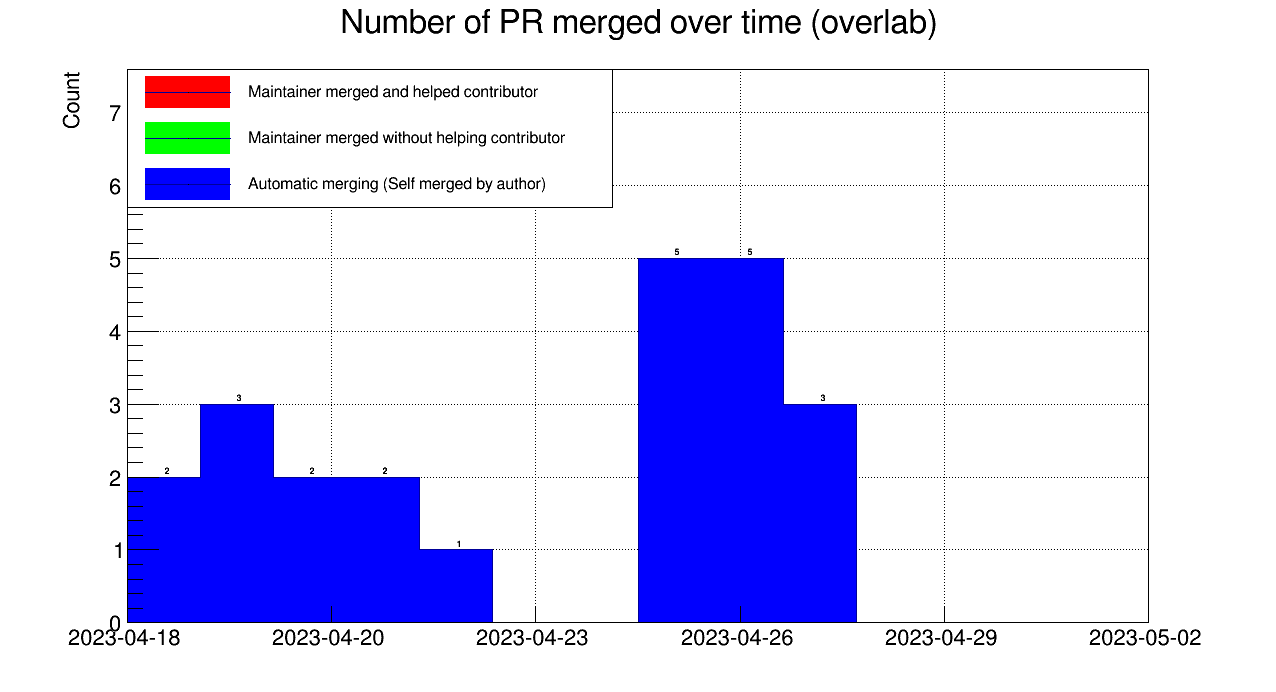 Number of PR merged over time (overlab)
Count
Maintainer merged and helped contributor
Maintainer merged without helping contributor
Automatic merging (Self merged by author)
7
6
5
4
3
2
1
0
2 3 2 2 1 5 5 3
2023-04-18 2023-04-20 2023-04-23 2023-04-26 2023-04-29 2023-05-02